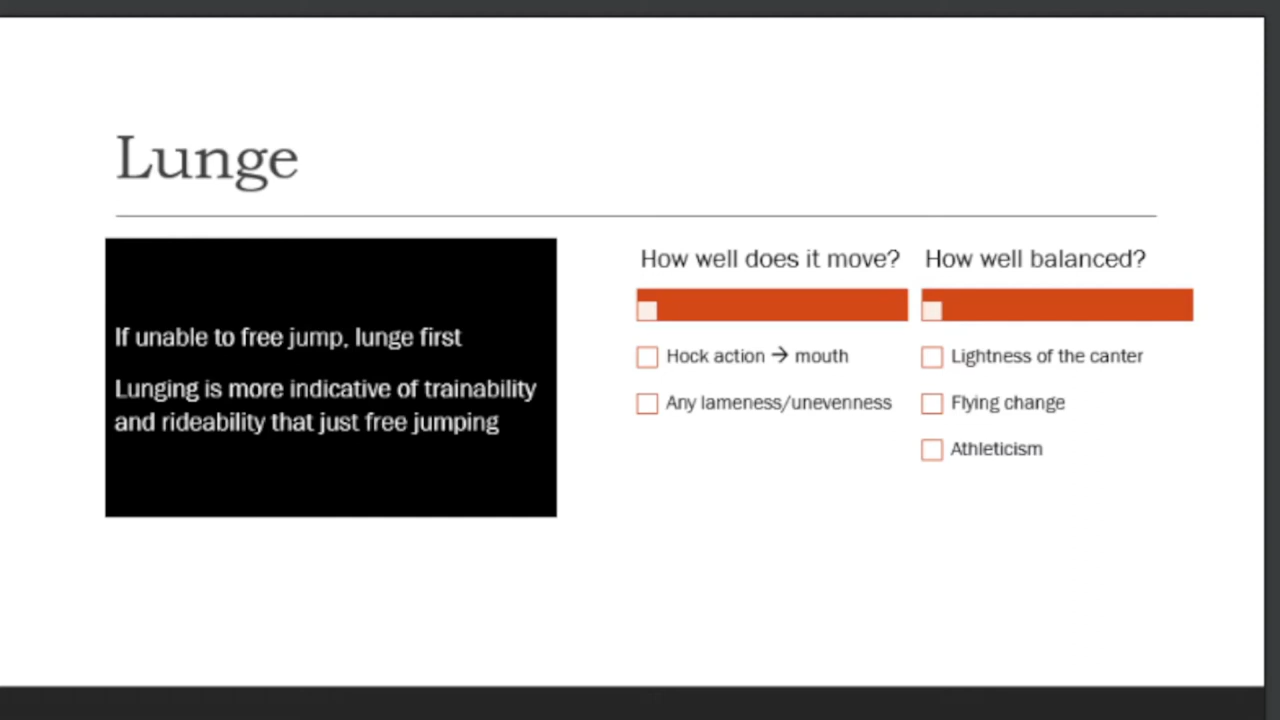 Lunge
If unable to free jump, lunge first
Lunging is more indicative of trainability
and rideability that just free jumping
How well does it move?
Hock action → mouth
Any lameness/unevenness
How well balanced?
Lightness of the canter
Flying change
Athleticism